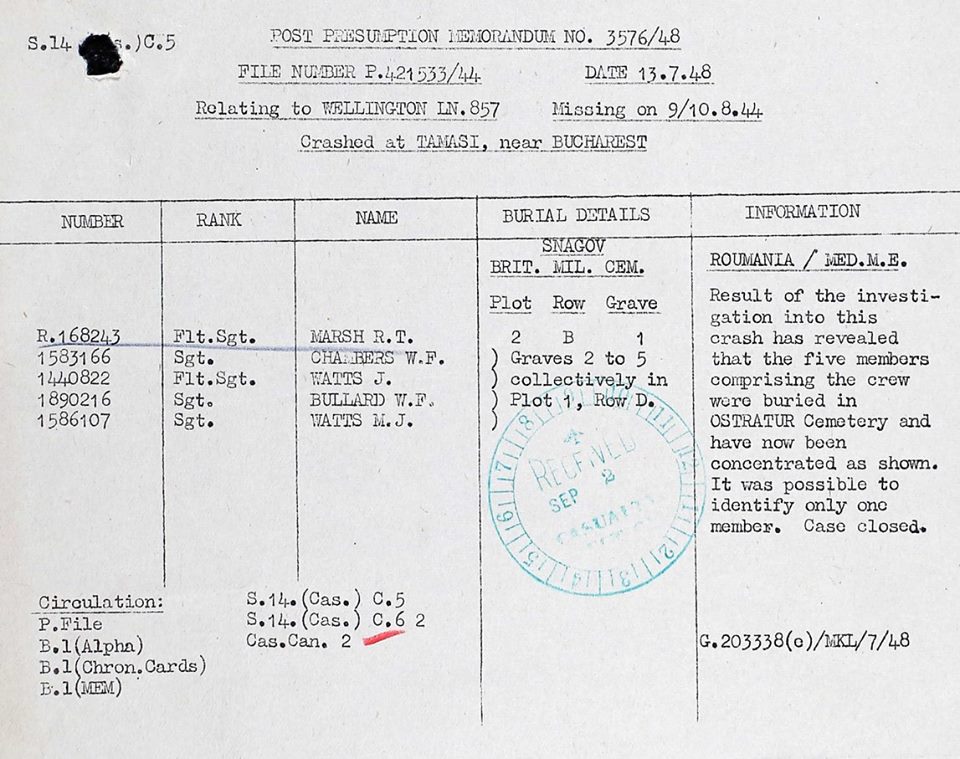 S.14 s.)C.5
POST PRESUMPTION MEMORANDUM NO. 3576/48
FILE NUMBER P.421533/44 DATE 13.7.48
Relating to WELLINGTON LN.857 Missing on 9/10.8.44
Crashed at TAMASI, near BUCHAREST
NUMBER RANK NAME BURIAL DETAILS INFORMATION
SNAGOV
BRIT. MIL. CEM.
Plot Row Grave
R.168243 Flt.Sgt. MARSH R.T. 2 B 1
1583166 Sgt. CHAMBERS W.F. ) Graves 2 to 5
1440822 Flt.Sgt. WATTS J. ) collectively in
1890216 Sgt. BULLARD W.F. ) Plot 1, Row D.
1586107 Sgt. WATTS M.J. )
ROUMANIA / MED.M.E.
Result of the investi-
gation into this
crash has revealed
that the five members
comprising the crew
were buried in
OSTRATUR Cemetery and
have now been
concentrated as shown.
It was possible to
identify only one
member. Case closed.
RECEIVED
SEP 2
CASUALTY
Circulation: S.14.(Cas.) C.5
P.File S.14.(Cas.) C.6 2
B.1(Alpha) Cas.Can. 2
B.1(Chron.Cards)
B.1(MEM)
G.203338(c)/MKL/7/48